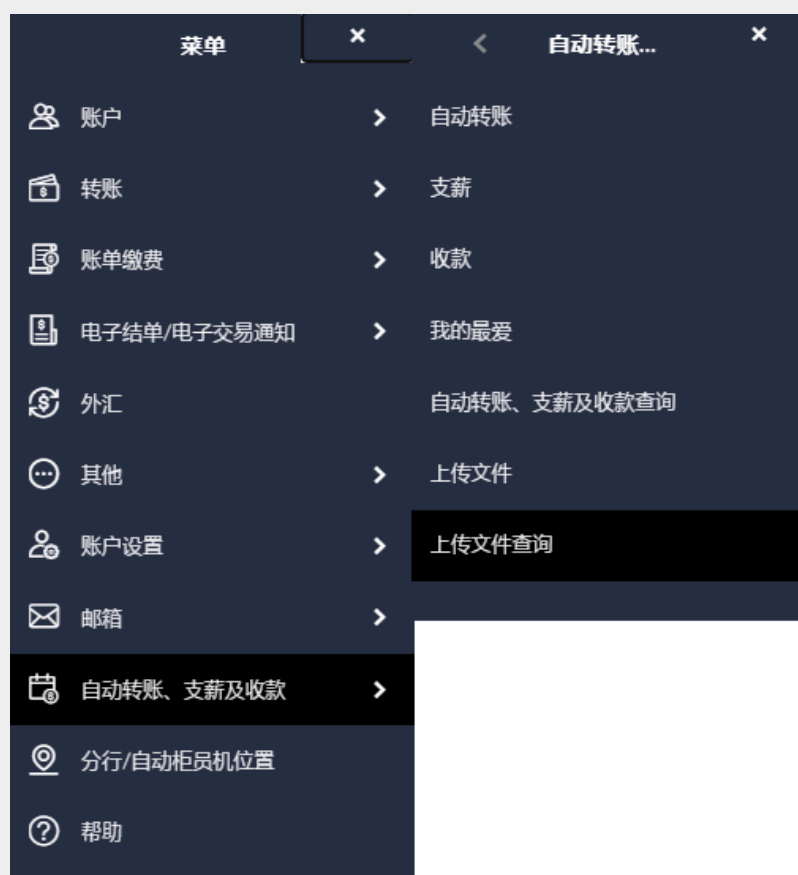 菜单
账户
转账
账单缴费
电子结单/电子交易通知
外汇
其他
账户设置
邮箱
自动转账、支薪及收款
分行/自动柜员机位置
帮助
自动转账...
自动转账
支薪
收款
我的最爱
自动转账、支薪及收款查询
上传文件
上传文件查询